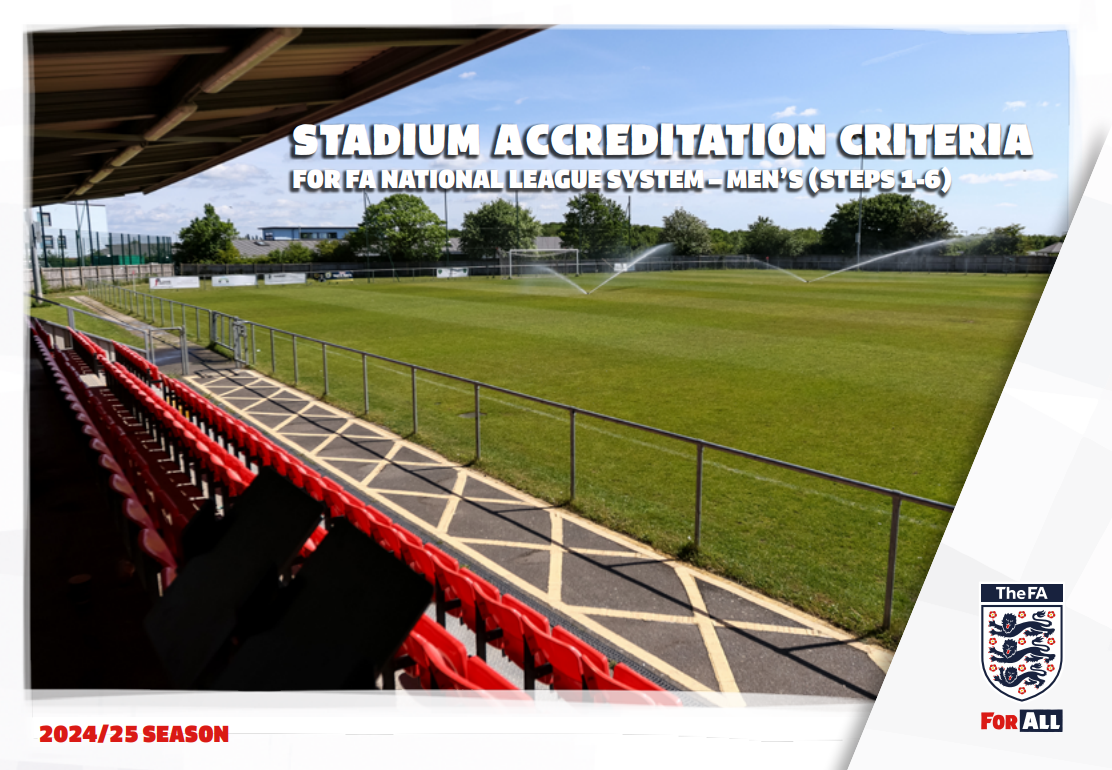 STADIUM ACCREDITATION CRITERIA
FOR FA NATIONAL LEAGUE SYSTEM – MEN'S (STEPS 1-6)
TheFA
FOR ALL
2024/25 SEASON